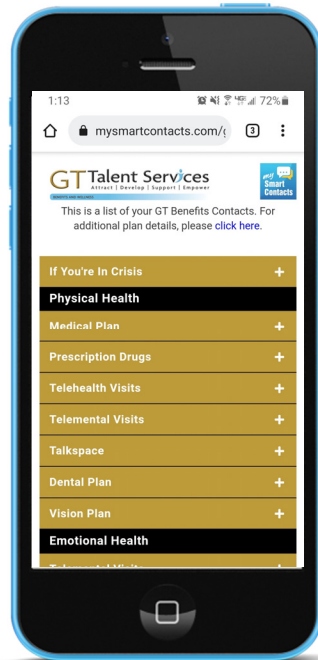 1:13 72%
mysmartcontacts.com/g 3
GT Talent Services
Attract | Develop | Support | Empower
BENEFITS AND WELLNESS
my Smart Contacts
This is a list of your GT Benefits Contacts. For
additional plan details, please click here.
If You're In Crisis +
Physical Health
Medical Plan +
Prescription Drugs +
Telehealth Visits +
Telemental Visits +
Talkspace +
Dental Plan +
Vision Plan +
Emotional Health
Telemental Visits